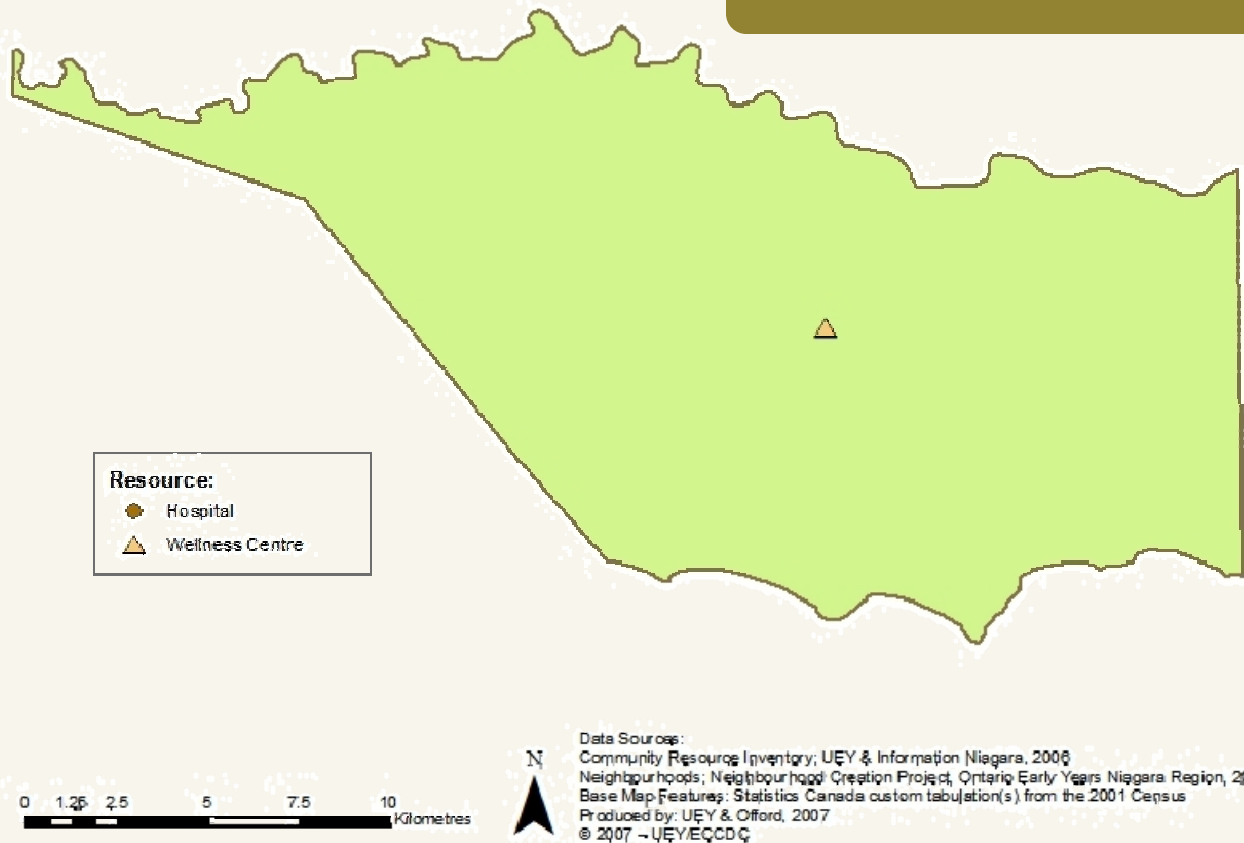 Resource:
Hospital
Wellness Centre
0 1.25 2.5 5 7.5 10
Kilometres
N
Data Sources:
Community Resource Inventory; UEY & Information Niagara, 2006
Neighbourhoods; Neighbourhood Creation Project, Ontario Early Years Niagara Region,
Base Map Features: Statistics Canada custom tabulation(s) from the 2001 Census
Produced by: UEY & Offord, 2007
© 2007 - UEY/ECCDC